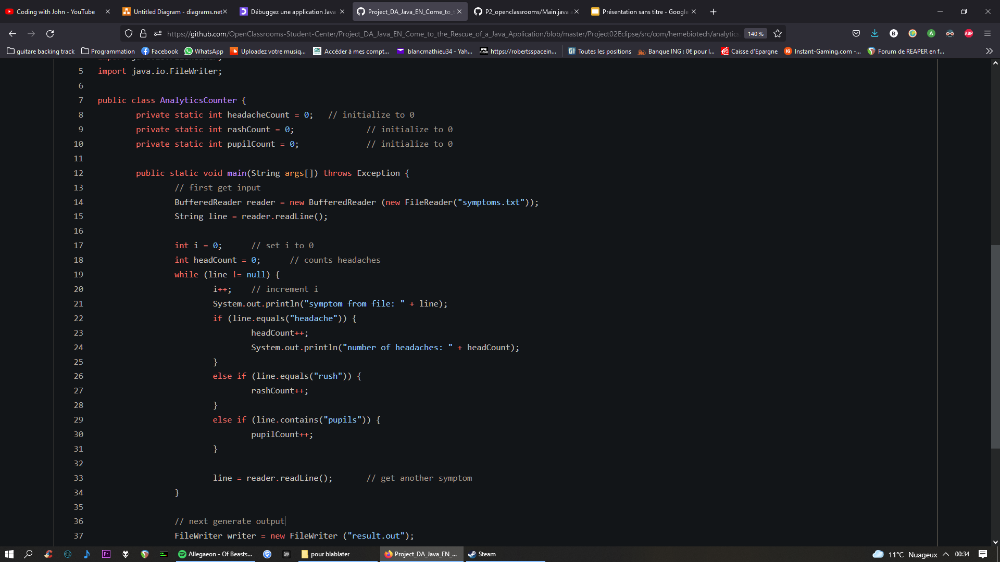 Coding with John - YouTube
Untitled Diagram - diagrams.net
Débuggez une application Java
Project_DA_Java_EN_Come_to_t
P2_openclassrooms/Main.java a
Présentation sans titre - Google
https://github.com/OpenClassrooms-Student-Center/Project_DA_Java_EN_Come_to_the_Rescue_of_a_Java_Application/blob/master/Project02Eclipse/src/com/hemebiotech/analytics
140 %
B
A
ABP
guitare backing track
Programmation
Facebook
WhatsApp
Uploadez votre musiq...
Accéder à mes compt...
blancmathieu34 - Yah...
https://robertsspacein...
Toutes les positions
Banque ING : 0€ pour l...
Caisse d'Epargne
Instant-Gaming.com -...
Forum de REAPER en f...
5 import java.io.FileWriter;
6
7 public class AnalyticsCounter {
8 private static int headacheCount = 0; // initialize to 0
9 private static int rashCount = 0; // initialize to 0
10 private static int pupilCount = 0; // initialize to 0
11
12 public static void main(String args[]) throws Exception {
13 // first get input
14 BufferedReader reader = new BufferedReader (new FileReader("symptoms.txt"));
15 String line = reader.readLine();
16
17 int i = 0; // set i to 0
18 int headCount = 0; // counts headaches
19 while (line != null) {
20 i++; // increment i
21 System.out.println("symptom from file: " + line);
22 if (line.equals("headache")) {
23 headCount++;
24 System.out.println("number of headaches: " + headCount);
25 }
26 else if (line.equals("rush")) {
27 rashCount++;
28 }
29 else if (line.contains("pupils")) {
30 pupilCount++;
31 }
32
33 line = reader.readLine(); // get another symptom
34 }
35
36 // next generate output
37 FileWriter writer = new FileWriter ("result.out");
Allegaeon - Of Beasts...
pour blablater
Project_DA_Java_EN_...
Steam
11°C Nuageux
00:34